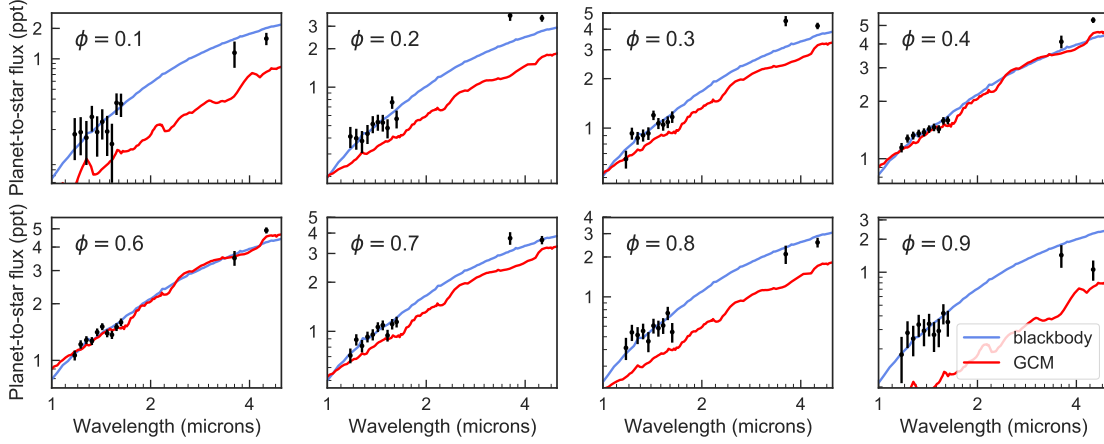 Planet-to-star flux (ppt)
2
1
ϕ = 0.1
3
1
ϕ = 0.2
5
4
3
2
1
ϕ = 0.3
5
4
3
2
1
ϕ = 0.4
Planet-to-star flux (ppt)
5
4
3
2
1
ϕ = 0.6
1 2 4
Wavelength (microns)
5
4
3
2
1
ϕ = 0.7
1 2 4
Wavelength (microns)
4
3
2
1
ϕ = 0.8
1 2 4
Wavelength (microns)
3
2
1
ϕ = 0.9
blackbody
GCM
1 2 4
Wavelength (microns)